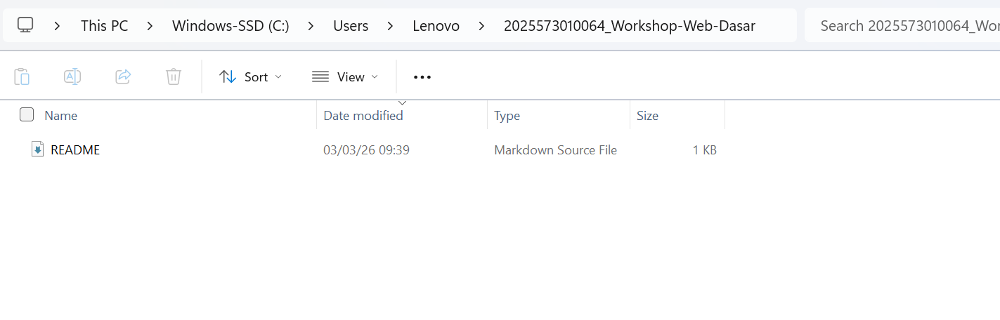 This PC > Windows-SSD (C:) > Users > Lenovo > 2025573010064_Workshop-Web-Dasar Search 2025573010064_Wor
Sort View
Name Date modified Type Size
README 03/03/26 09:39 Markdown Source File 1 KB